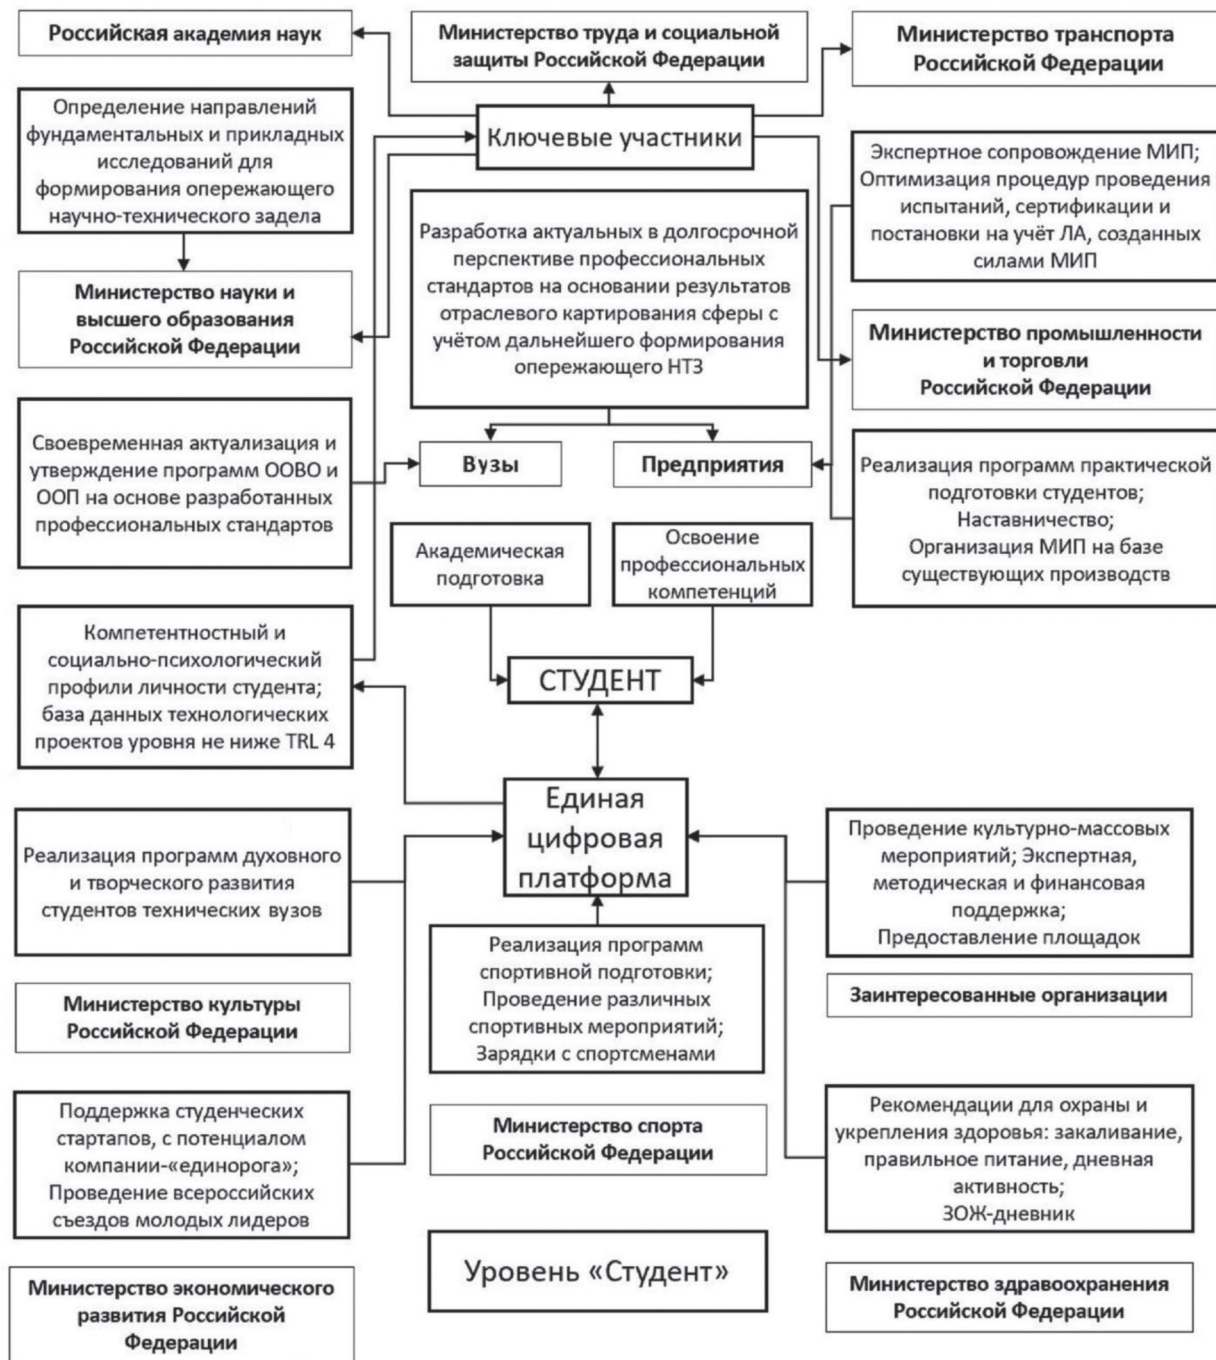 Российская академия наук
Министерство труда и социальной
защиты Российской Федерации
Министерство транспорта
Российской Федерации
Определение направлений
фундаментальных и прикладных
исследований для
формирования опережающего
научно-технического задела
Ключевые участники
Экспертное сопровождение МИП;
Оптимизация процедур проведения
испытаний, сертификации и
постановки на учёт ЛА, созданных
силами МИП
Министерство науки и
высшего образования
Российской Федерации
Разработка актуальных в долгосрочной
перспективе профессиональных
стандартов на основании результатов
отраслевого картирования сферы с
учётом дальнейшего формирования
опережающего НТЗ
Министерство промышленности
и торговли
Российской Федерации
Своевременная актуализация и
утверждение программ ООВО и
ООП на основе разработанных
профессиональных стандартов
Вузы
Предприятия
Реализация программ практической
подготовки студентов;
Наставничество;
Организация МИП на базе
существующих производств
Академическая
подготовка
Освоение
профессиональных
компетенций
Компетентностный и
социально-психологический
профили личности студента;
база данных технологических
проектов уровня не ниже TRL 4
СТУДЕНТ
Единая
цифровая
платформа
Реализация программ духовного
и творческого развития
студентов технических вузов
Проведение культурно-массовых
мероприятий; Экспертная,
методическая и финансовая
поддержка;
Предоставление площадок
Реализация программ
спортивной подготовки;
Проведение различных
спортивных мероприятий;
Зарядки с спортсменами
Министерство культуры
Российской Федерации
Заинтересованные организации
Поддержка студенческих
стартапов, с потенциалом
компании-«единорога»;
Проведение всероссийских
съездов молодых лидеров
Министерство спорта
Российской Федерации
Рекомендации для охраны и
укрепления здоровья: закаливание,
правильное питание, дневная
активность;
ЗОЖ-дневник
Уровень «Студент»
Министерство экономического
развития Российской
Федерации
Министерство здравоохранения
Российской Федерации